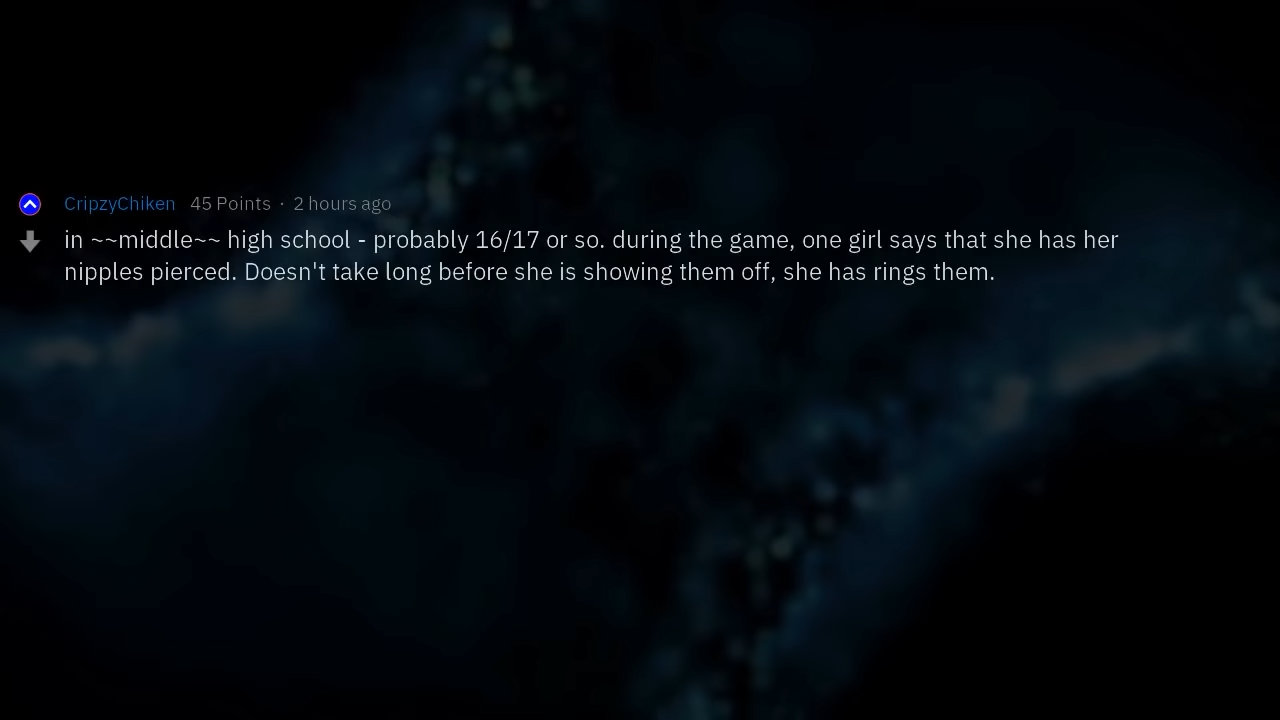 CripzyChiken 45 Points · 2 hours ago
in ~~middle~~ high school - probably 16/17 or so. during the game, one girl says that she has her
nipples pierced. Doesn't take long before she is showing them off, she has rings them.